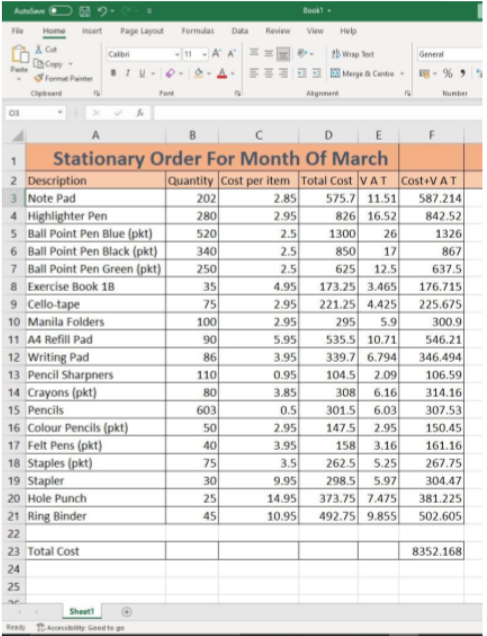 AutoSave
Book1
File Home Insert Page Layout Formulas Data Review View Help
Cut
Copy
Format Painter
Paste
Clipboard
Calibri 11 A A
B I U A
Font
Wrap Text
Merge & Centre
Alignment
General
% 9
Number
D3 fx
A B C D E F
1 Stationary Order For Month Of March
2 Description Quantity Cost per item Total Cost V A T Cost+V A T
3 Note Pad 202 2.85 575.7 11.51 587.214
4 Highlighter Pen 280 2.95 826 16.52 842.52
5 Ball Point Pen Blue (pkt) 520 2.5 1300 26 1326
6 Ball Point Pen Black (pkt) 340 2.5 850 17 867
7 Ball Point Pen Green (pkt) 250 2.5 625 12.5 637.5
8 Exercise Book 1B 35 4.95 173.25 3.465 176.715
9 Cello-tape 75 2.95 221.25 4.425 225.675
10 Manila Folders 100 2.95 295 5.9 300.9
11 A4 Refill Pad 90 5.95 535.5 10.71 546.21
12 Writing Pad 86 3.95 339.7 6.794 346.494
13 Pencil Sharpners 110 0.95 104.5 2.09 106.59
14 Crayons (pkt) 80 3.85 308 6.16 314.16
15 Pencils 603 0.5 301.5 6.03 307.53
16 Colour Pencils (pkt) 50 2.95 147.5 2.95 150.45
17 Felt Pens (pkt) 40 3.95 158 3.16 161.16
18 Staples (pkt) 75 3.5 262.5 5.25 267.75
19 Stapler 30 9.95 298.5 5.97 304.47
20 Hole Punch 25 14.95 373.75 7.475 381.225
21 Ring Binder 45 10.95 492.75 9.855 502.605
22
23 Total Cost 8352.168
24
25
Sheet1
Ready Accessibility: Good to go